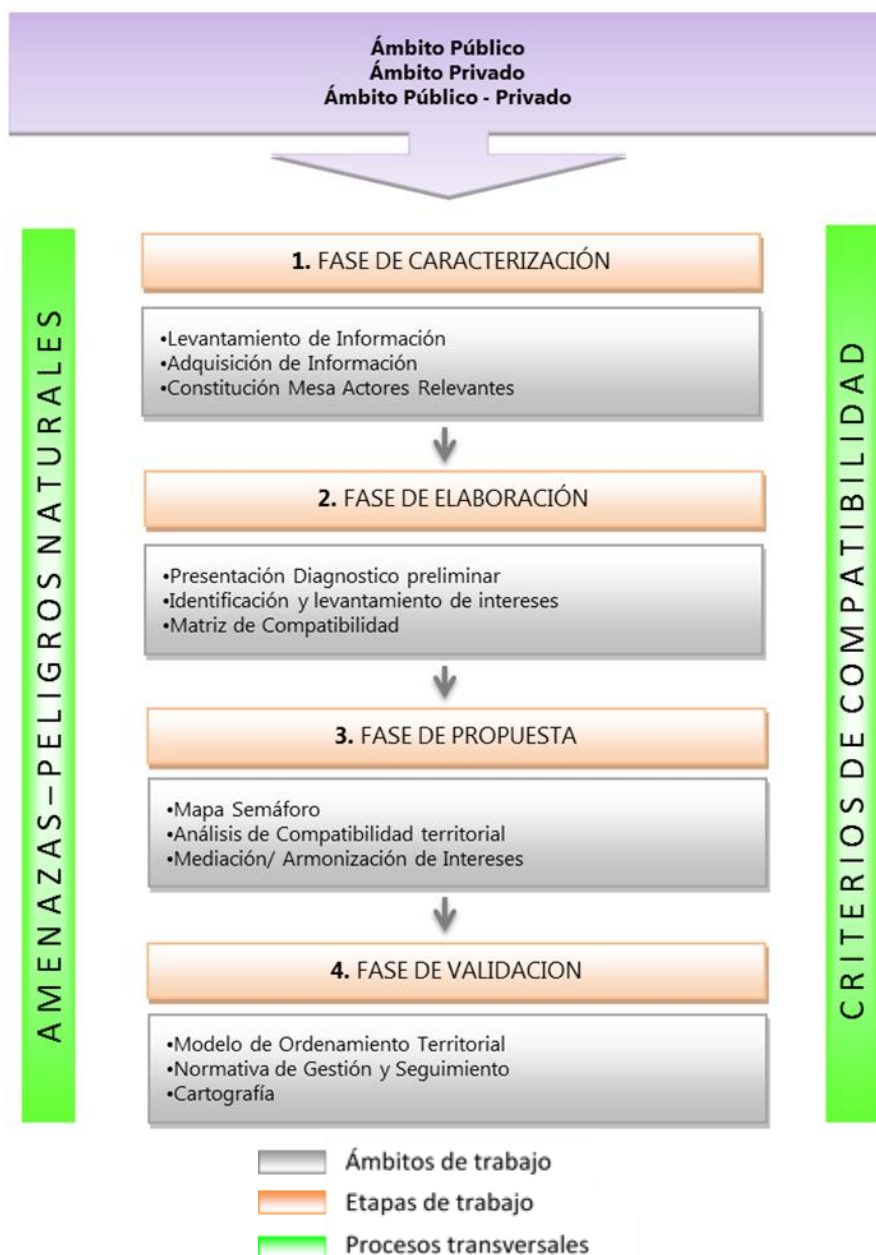 Ámbito Público
Ámbito Privado
Ámbito Público - Privado
AMENAZAS–PELIGROS NATURALES
1. FASE DE CARACTERIZACIÓN
•Levantamiento de Información
•Adquisición de Información
•Constitución Mesa Actores Relevantes
2. FASE DE ELABORACIÓN
•Presentación Diagnostico preliminar
•Identificación y levantamiento de intereses
•Matriz de Compatibilidad
3. FASE DE PROPUESTA
•Mapa Semáforo
•Análisis de Compatibilidad territorial
•Mediación/ Armonización de Intereses
4. FASE DE VALIDACION
•Modelo de Ordenamiento Territorial
•Normativa de Gestión y Seguimiento
•Cartografía
CRITERIOS DE COMPATIBILIDAD
Ámbitos de trabajo
Etapas de trabajo
Procesos transversales